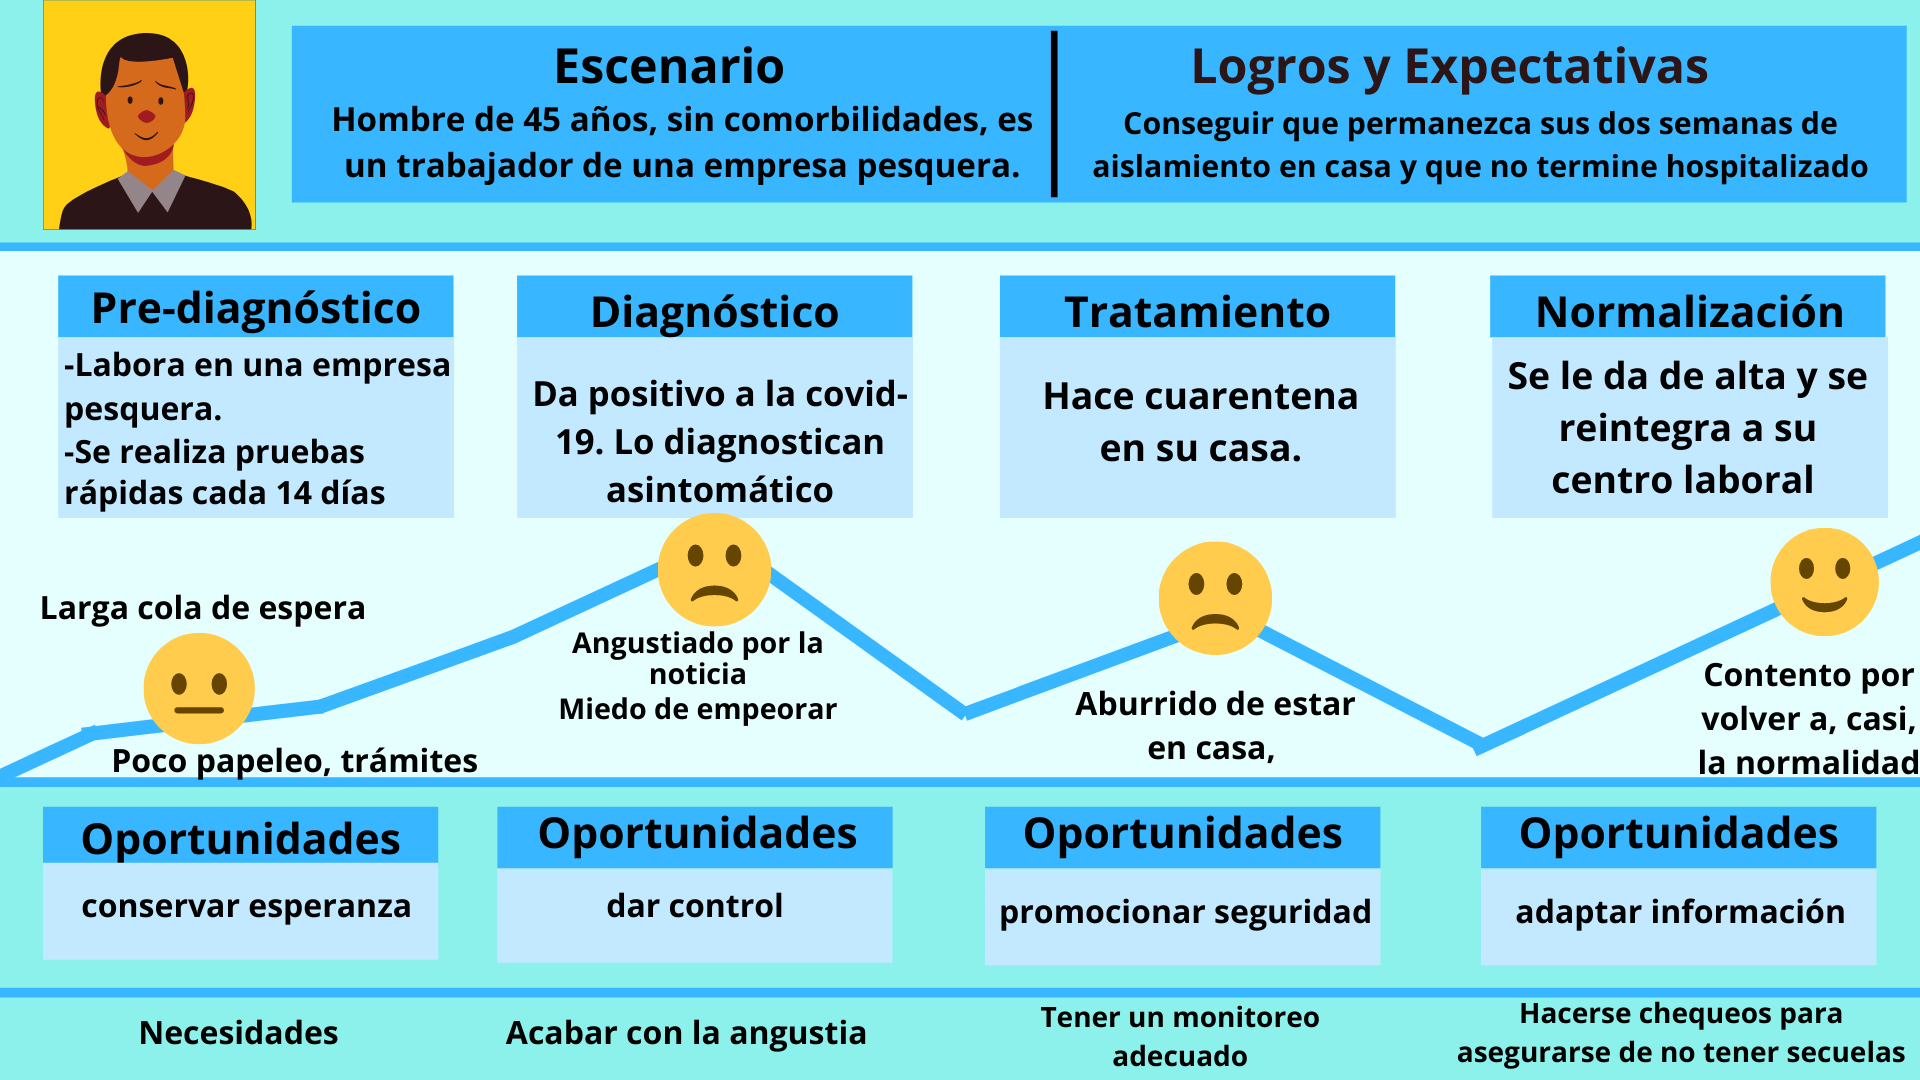 Escenario
Hombre de 45 años, sin comorbilidades, es
un trabajador de una empresa pesquera.
Logros y Expectativas
Conseguir que permanezca sus dos semanas de
aislamiento en casa y que no termine hospitalizado
Pre-diagnóstico
-Labora en una empresa
pesquera.
-Se realiza pruebas
rápidas cada 14 días
Diagnóstico
Da positivo a la covid-
19. Lo diagnostican
asintomático
Tratamiento
Hace cuarentena
en su casa.
Normalización
Se le da de alta y se
reintegra a su
centro laboral
Larga cola de espera
Poco papeleo, trámites
Angustiado por la
noticia
Miedo de empeorar
Aburrido de estar
en casa,
Contento por
volver a, casi,
la normalidad
Oportunidades
conservar esperanza
Oportunidades
dar control
Oportunidades
promocionar seguridad
Oportunidades
adaptar información
Necesidades
Acabar con la angustia
Tener un monitoreo
adecuado
Hacerse chequeos para
asegurarse de no tener secuelas